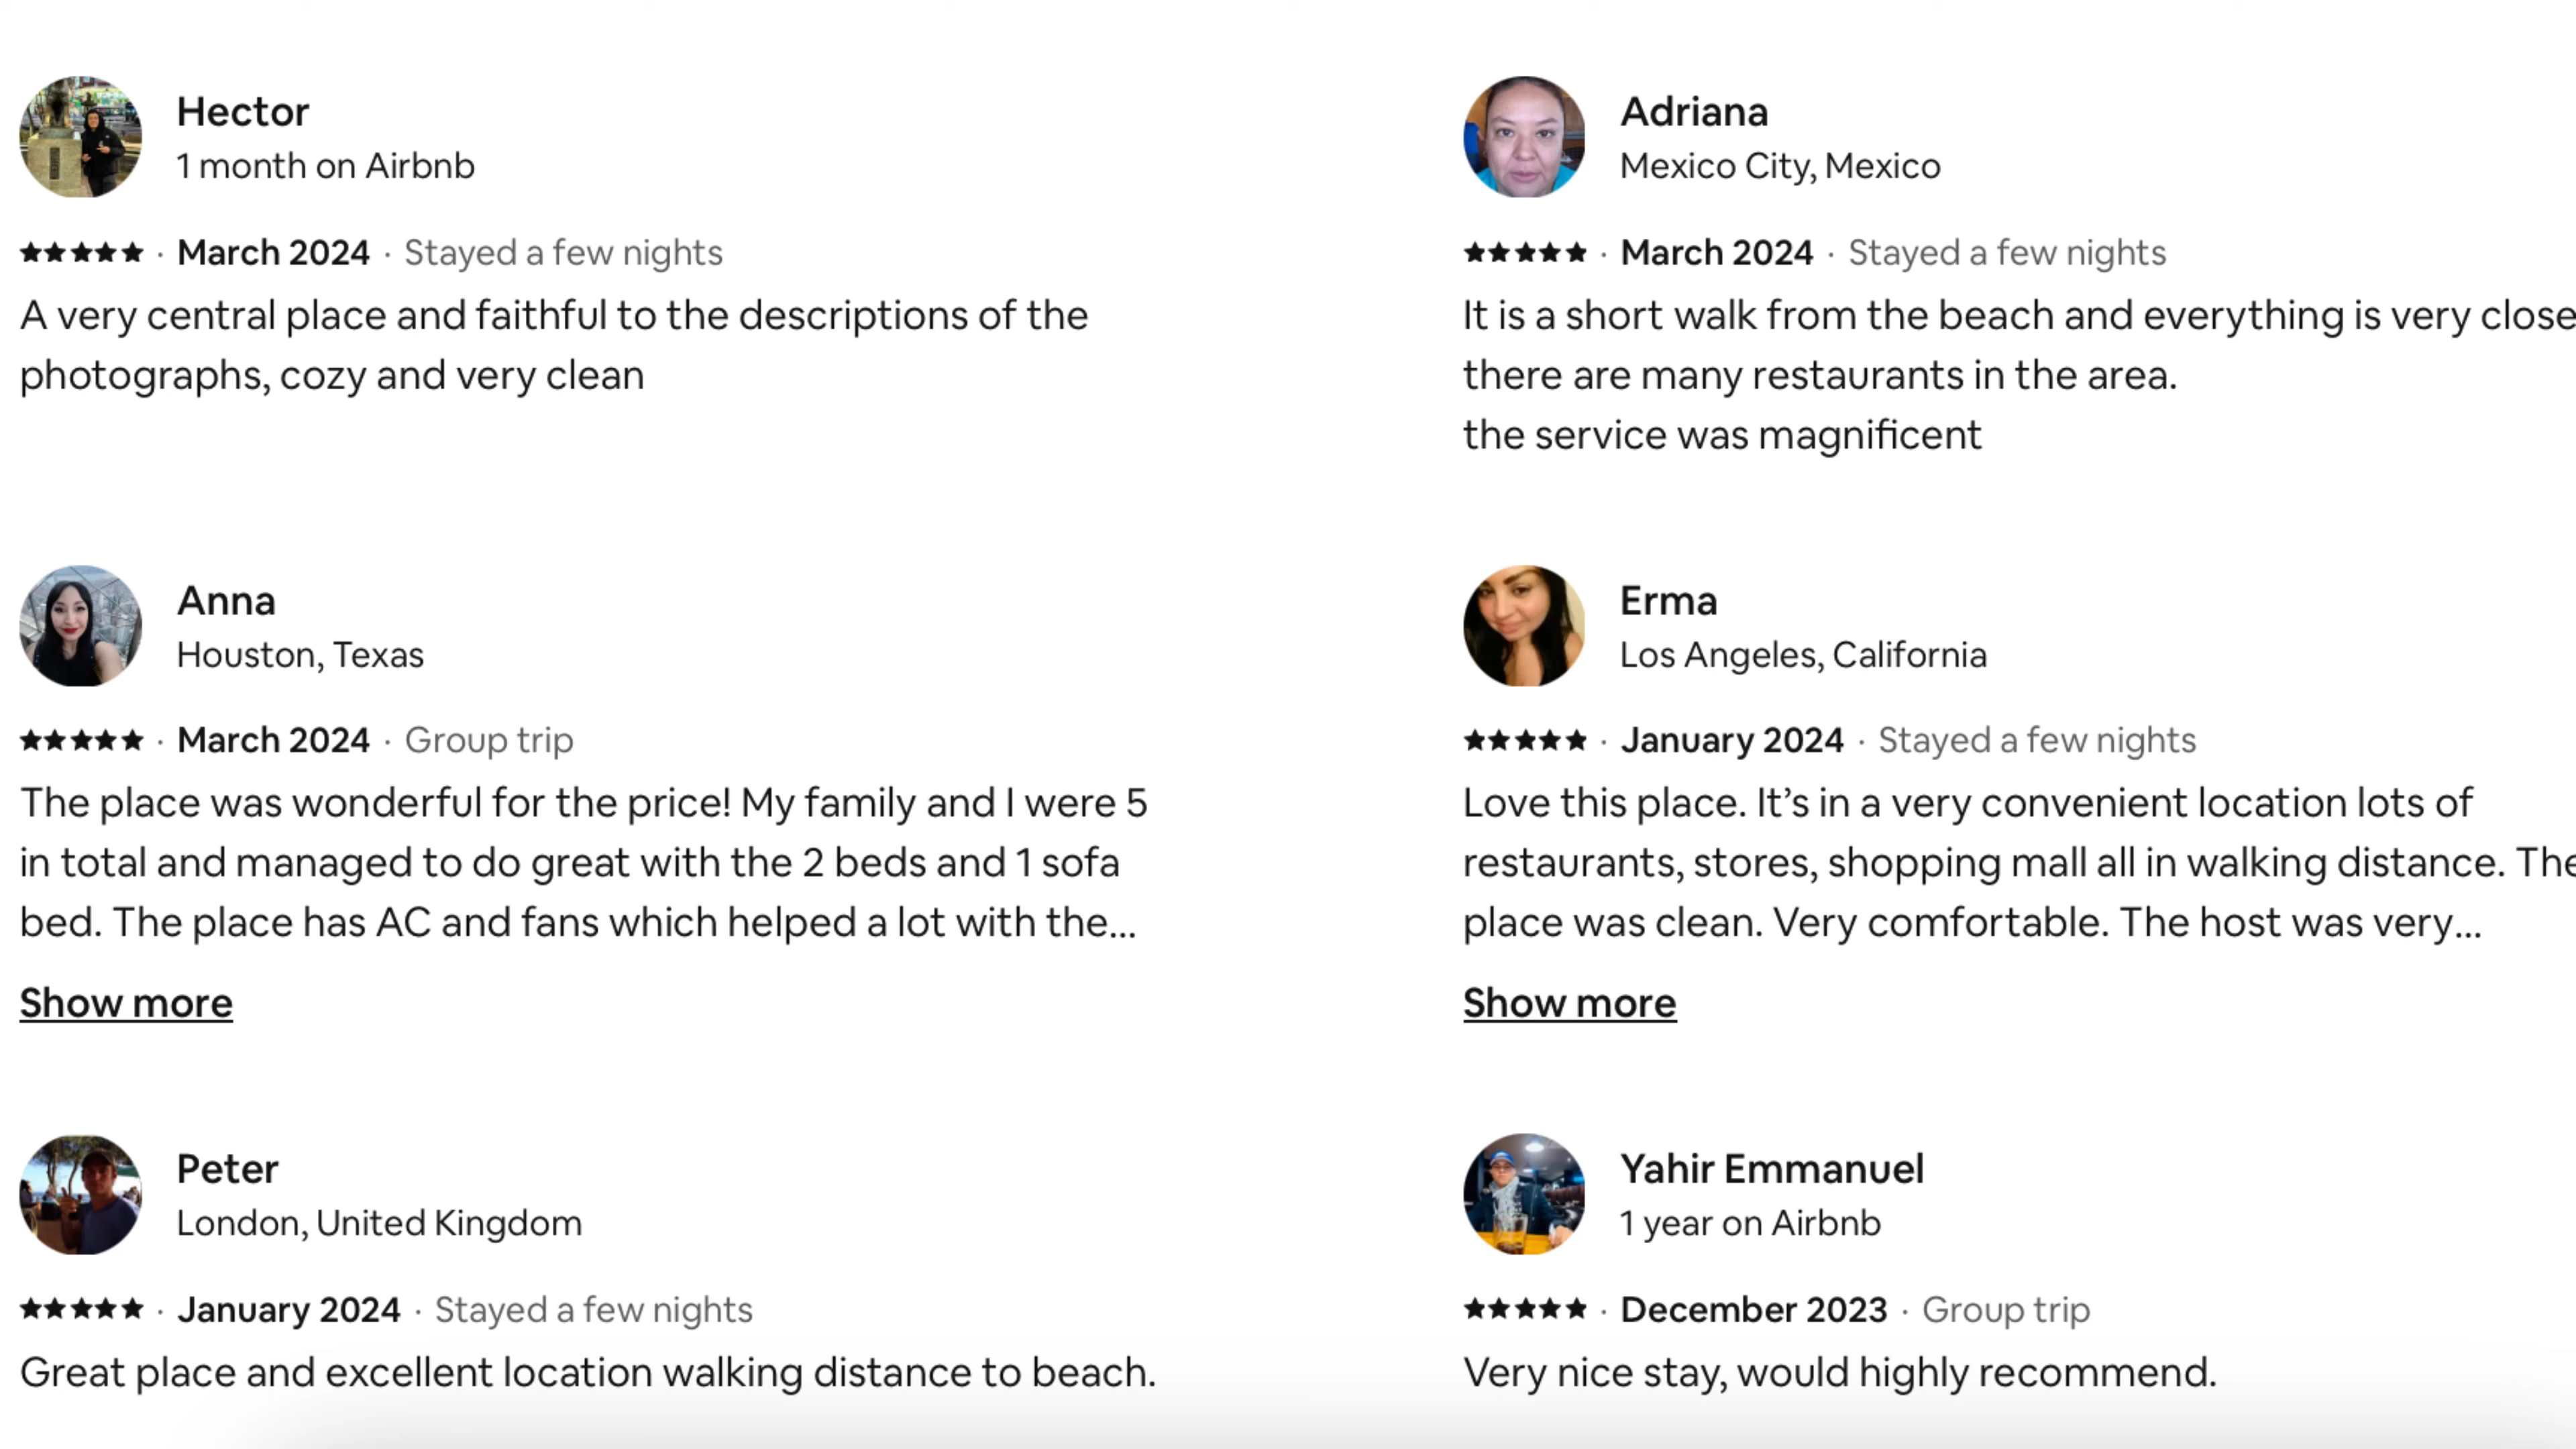 Hector
1 month on Airbnb
★★★★★ · March 2024 · Stayed a few nights
A very central place and faithful to the descriptions of the
photographs, cozy and very clean
Adriana
Mexico City, Mexico
★★★★★ · March 2024 · Stayed a few nights
It is a short walk from the beach and everything is very close
there are many restaurants in the area.
the service was magnificent
Anna
Houston, Texas
★★★★★ · March 2024 · Group trip
The place was wonderful for the price! My family and I were 5
in total and managed to do great with the 2 beds and 1 sofa
bed. The place has AC and fans which helped a lot with the...
Show more
Erma
Los Angeles, California
★★★★★ · January 2024 · Stayed a few nights
Love this place. It’s in a very convenient location lots of
restaurants, stores, shopping mall all in walking distance. The
place was clean. Very comfortable. The host was very...
Show more
Peter
London, United Kingdom
★★★★★ · January 2024 · Stayed a few nights
Great place and excellent location walking distance to beach.
Yahir Emmanuel
1 year on Airbnb
★★★★★ · December 2023 · Group trip
Very nice stay, would highly recommend.